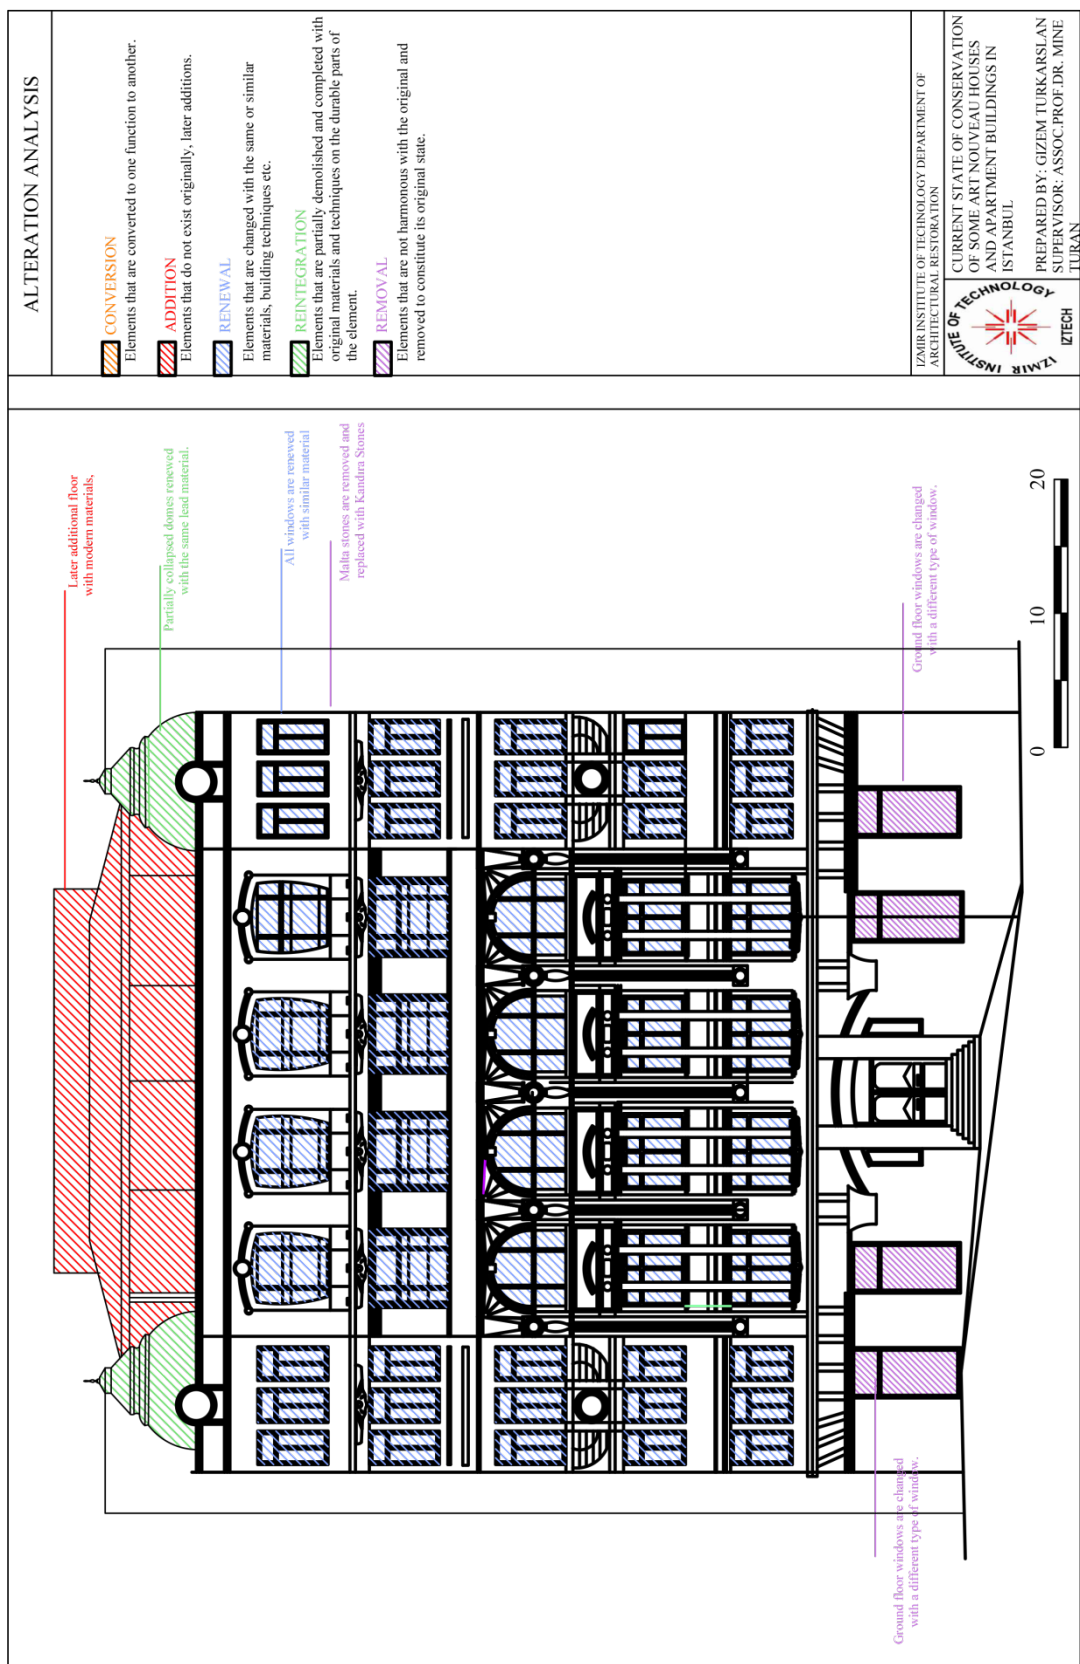 ALTERATION ANALYSIS
CONVERSION
Elements that are converted to one function to another.
ADDITION
Elements that do not exist originally, later additions.
RENEWAL
Elements that are changed with the same or similar
materials, building techniques etc.
REINTEGRATION
Elements that are partially demolished and completed with
original materials and techniques on the durable parts of
the element.
REMOVAL
Elements that are not harmonous with the original and
removed to constitute its original state.
IZMIR INSTITUTE OF TECHNOLOGY DEPARTMENT OF
ARCHITECTURAL RESTORATION
IZMIR INSTITUTE OF TECHNOLOGY
IZTECH
CURRENT STATE OF CONSERVATION
OF SOME ART NOUVEAU HOUSES
AND APARTMENT BUILDINGS IN
ISTANBUL
PREPARED BY: GIZEM TURKARSLAN
SUPERVISOR: ASSOC.PROF.DR. MINE
TURAN
Later additional floor
with modern materials,
Partially collapsed domes renewed
with the same lead material.
All windows are renewed
with similar material
Malta stones are removed and
replaced with Kandıra Stones
Ground floor windows are changed
with a different type of window.
Ground floor windows are changed
with a different type of window.
0 10 20